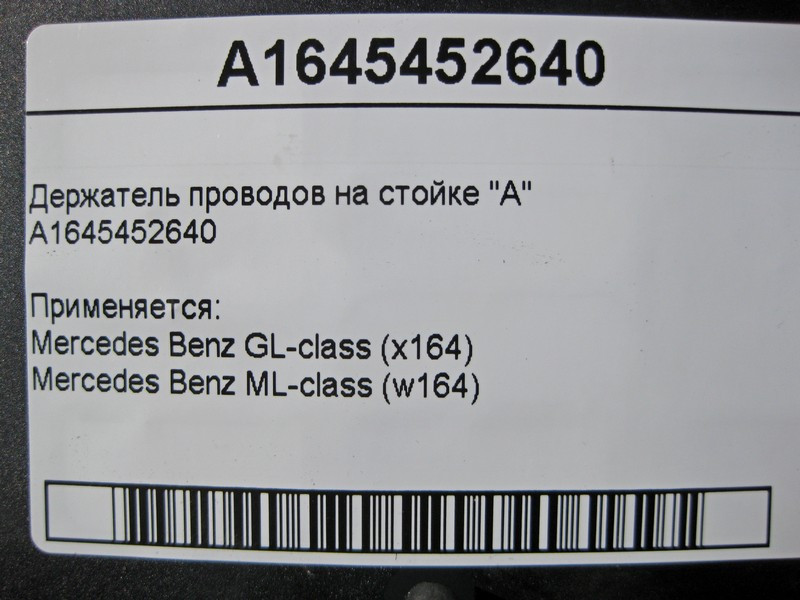 A1645452640
Держатель проводов на стойке "А"
A1645452640
Применяется:
Mercedes Benz GL-class (x164)
Mercedes Benz ML-class (w164)